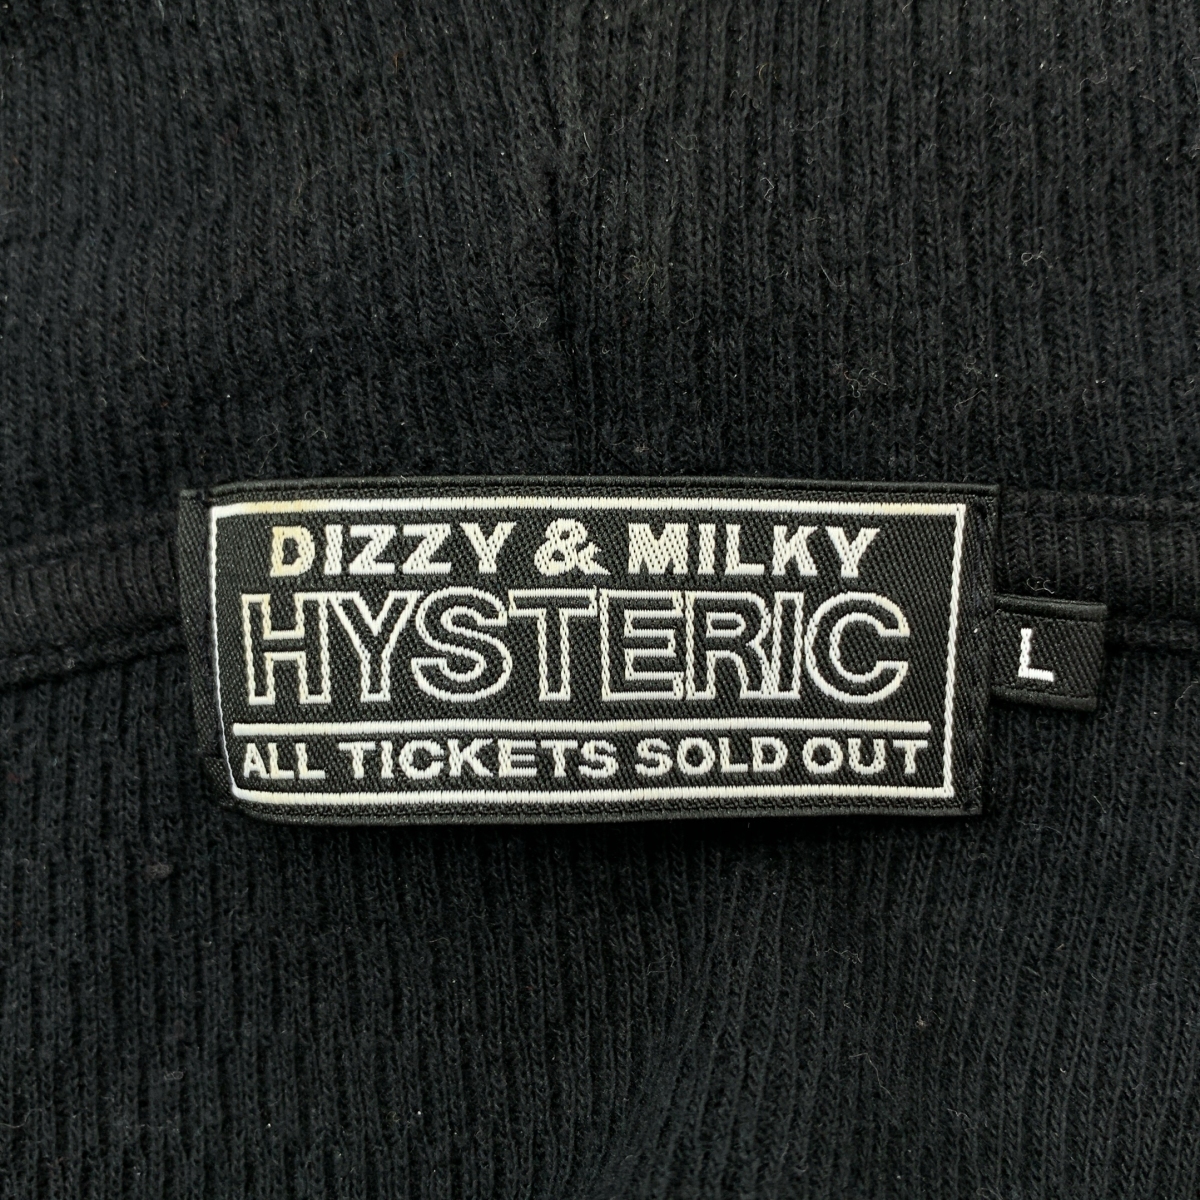 DIZZY & MILKY
HYSTERIC
ALL TICKETS SOLD OUT
L